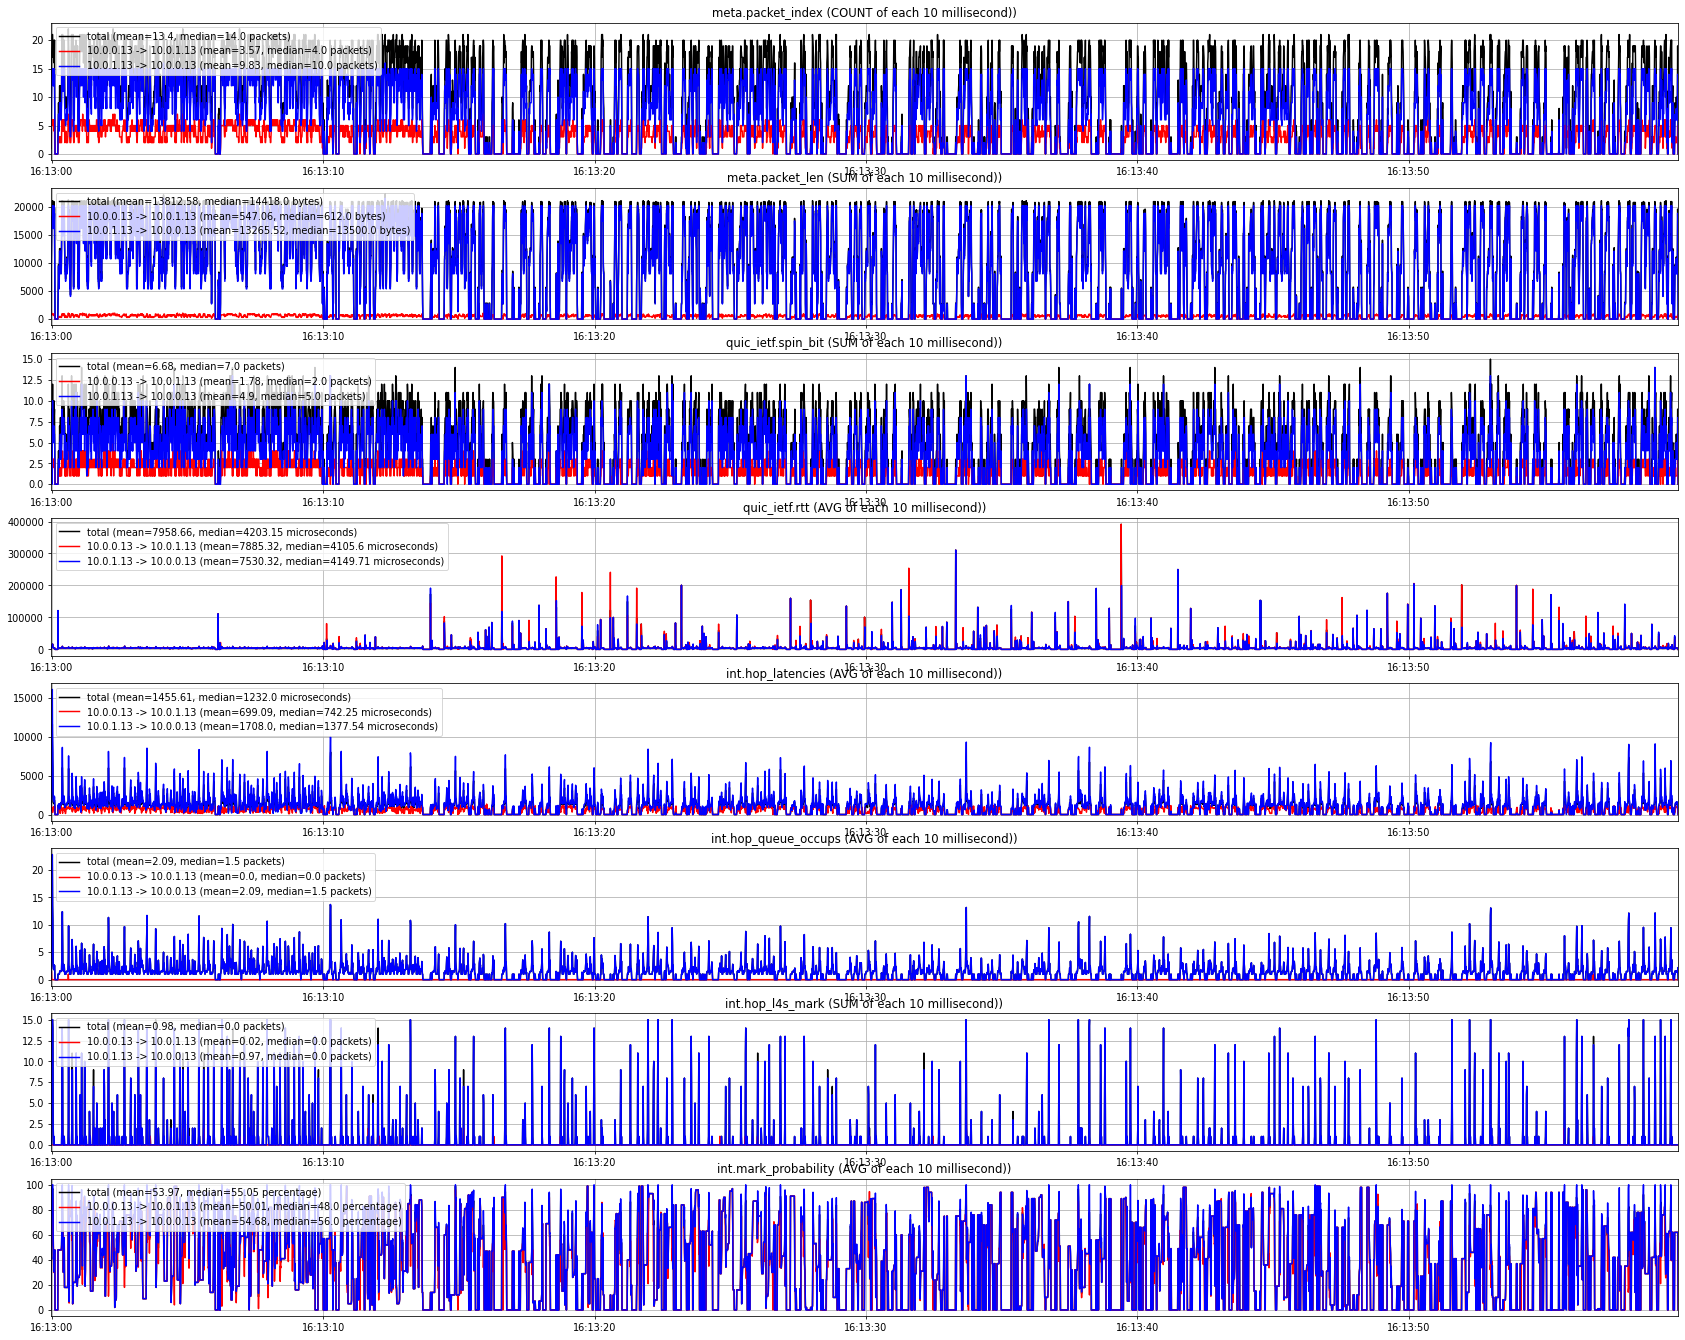 meta.packet_index (COUNT of each 10 millisecond))
total (mean=13.4, median=14.0 packets)
10.0.0.13 -> 10.0.1.13 (mean=3.57, median=4.0 packets)
10.0.1.13 -> 10.0.0.13 (mean=9.83, median=10.0 packets)
20
15
10
5
0
16:13:00 16:13:10 16:13:20 16:13:30 16:13:40 16:13:50
meta.packet_len (SUM of each 10 millisecond))
total (mean=13812.58, median=14418.0 bytes)
10.0.0.13 -> 10.0.1.13 (mean=547.06, median=612.0 bytes)
10.0.1.13 -> 10.0.0.13 (mean=13265.52, median=13500.0 bytes)
20000
15000
10000
5000
0
16:13:00 16:13:10 16:13:20 16:13:30 16:13:40 16:13:50
quic_ietf.spin_bit (SUM of each 10 millisecond))
total (mean=6.68, median=7.0 packets)
10.0.0.13 -> 10.0.1.13 (mean=1.78, median=2.0 packets)
10.0.1.13 -> 10.0.0.13 (mean=4.9, median=5.0 packets)
15.0
12.5
10.0
7.5
5.0
2.5
0.0
16:13:00 16:13:10 16:13:20 16:13:30 16:13:40 16:13:50
quic_ietf.rtt (AVG of each 10 millisecond))
total (mean=7958.66, median=4203.15 microseconds)
10.0.0.13 -> 10.0.1.13 (mean=7885.32, median=4105.6 microseconds)
10.0.1.13 -> 10.0.0.13 (mean=7530.32, median=4149.71 microseconds)
400000
300000
200000
100000
0
16:13:00 16:13:10 16:13:20 16:13:30 16:13:40 16:13:50
int.hop_latencies (AVG of each 10 millisecond))
total (mean=1455.61, median=1232.0 microseconds)
10.0.0.13 -> 10.0.1.13 (mean=699.09, median=742.25 microseconds)
10.0.1.13 -> 10.0.0.13 (mean=1708.0, median=1377.54 microseconds)
15000
10000
5000
0
16:13:00 16:13:10 16:13:20 16:13:30 16:13:40 16:13:50
int.hop_queue_occups (AVG of each 10 millisecond))
total (mean=2.09, median=1.5 packets)
10.0.0.13 -> 10.0.1.13 (mean=0.0, median=0.0 packets)
10.0.1.13 -> 10.0.0.13 (mean=2.09, median=1.5 packets)
20
15
10
5
0
16:13:00 16:13:10 16:13:20 16:13:30 16:13:40 16:13:50
int.hop_l4s_mark (SUM of each 10 millisecond))
total (mean=0.98, median=0.0 packets)
10.0.0.13 -> 10.0.1.13 (mean=0.02, median=0.0 packets)
10.0.1.13 -> 10.0.0.13 (mean=0.97, median=0.0 packets)
15.0
12.5
10.0
7.5
5.0
2.5
0.0
16:13:00 16:13:10 16:13:20 16:13:30 16:13:40 16:13:50
int.mark_probability (AVG of each 10 millisecond))
total (mean=53.97, median=55.05 percentage)
10.0.0.13 -> 10.0.1.13 (mean=50.01, median=48.0 percentage)
10.0.1.13 -> 10.0.0.13 (mean=54.68, median=56.0 percentage)
100
80
60
40
20
0
16:13:00 16:13:10 16:13:20 16:13:30 16:13:40 16:13:50